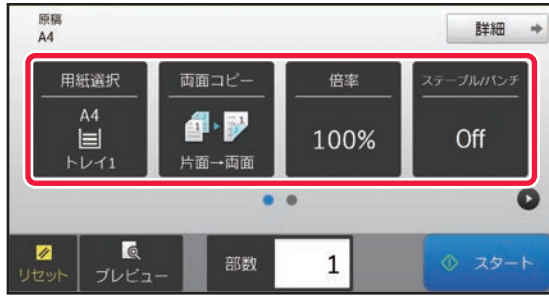 原稿
A4
詳細
用紙選択
両面コピー
倍率
ステープル/パンチ
A4
トレイ1
片面→両面
100%
Off
リセット
プレビュー
部数
1
スタート